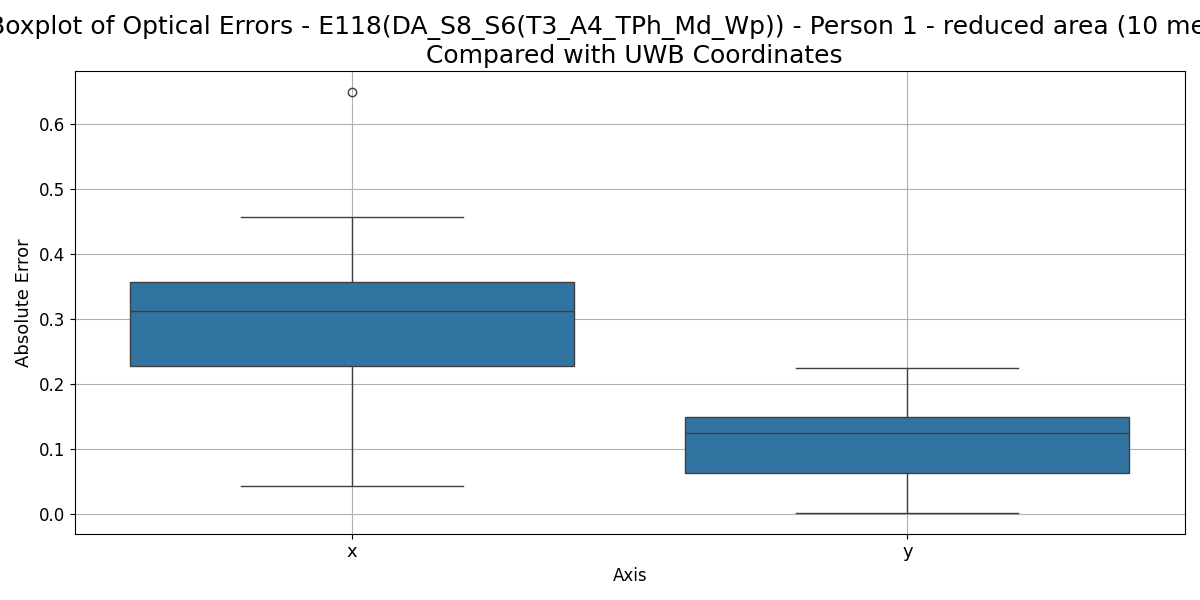 oxplot of Optical Errors - E118(DA_S8_S6(T3_A4_TPh_Md_Wp)) - Person 1 - reduced area (10 me
Compared with UWB Coordinates
0.6
0.5
0.4
0.3
0.2
0.1
0.0
Absolute Error
x
y
Axis